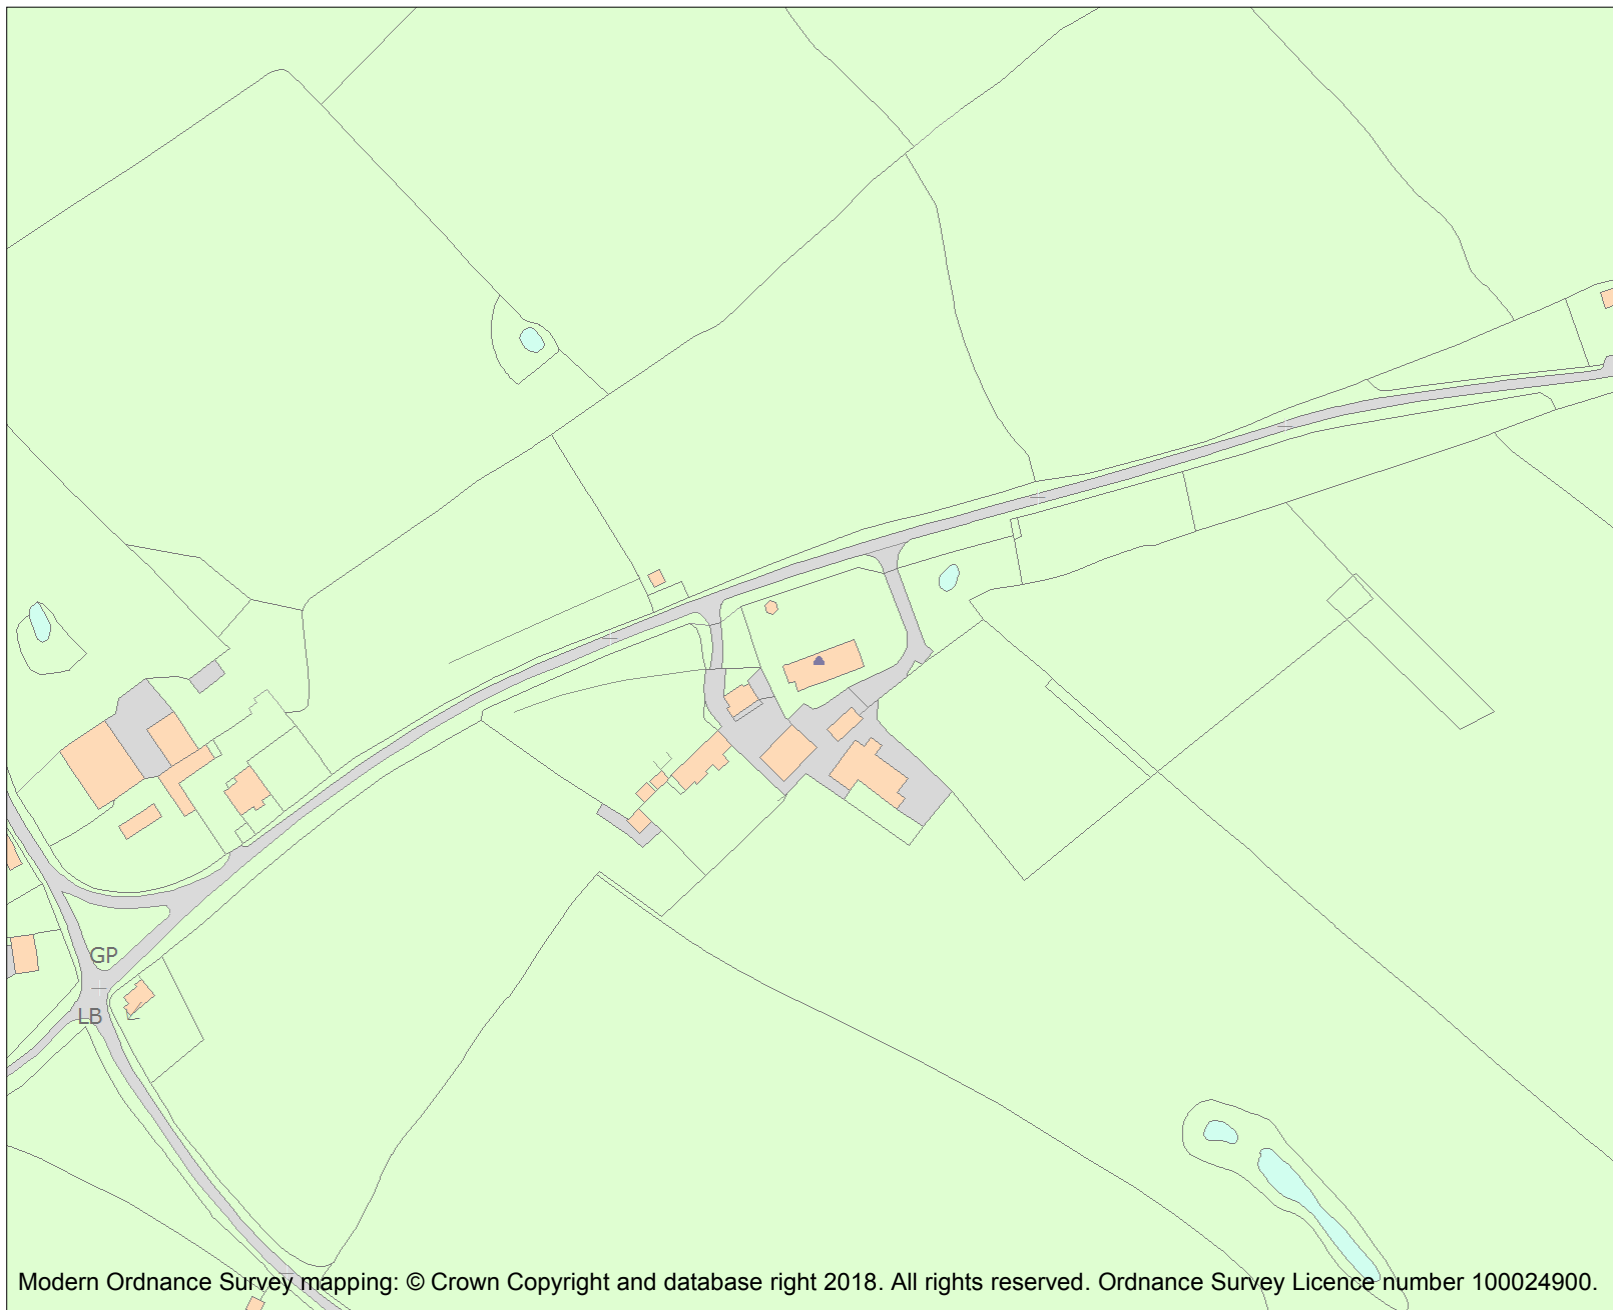 GP
LB
Modern Ordnance Survey mapping: © Crown Copyright and database right 2018. All rights reserved. Ordnance Survey Licence number 100024900.